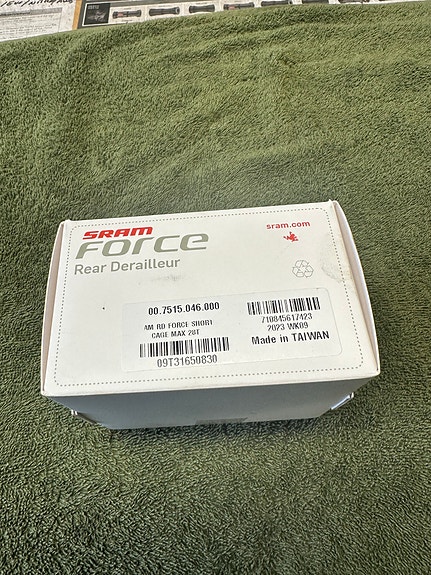 SRAM
force
Rear Derailleur
sram.com
00.7515.046.000
AM RD FORCE SHORT
CAGE MAX 28T
09T31650830
710845617423
2023 WK09
Made in TAIWAN